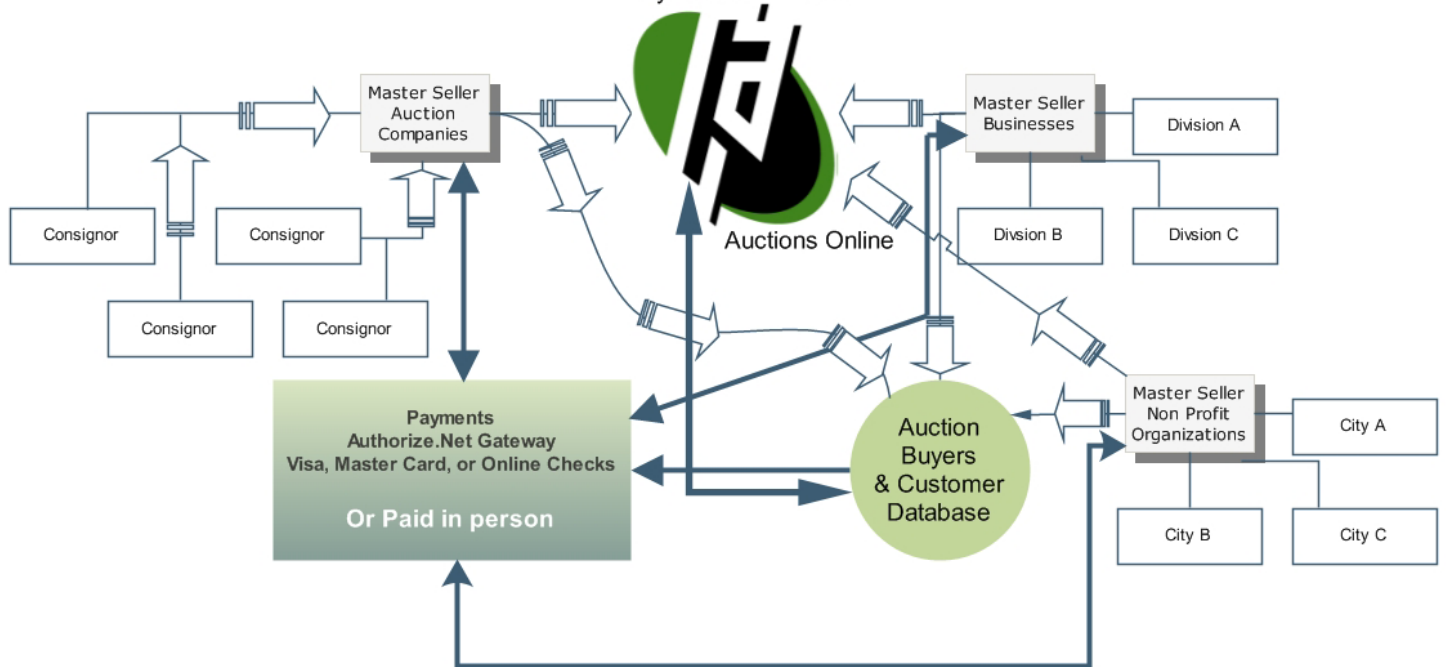 Master Seller
Auction
Companies
Master Seller
Businesses
Division A
Consignor
Consignor
Auctions Online
Divsion B
Divsion C
Consignor
Consignor
Payments
Authorize.Net Gateway
Visa, Master Card, or Online Checks
Or Paid in person
Auction
Buyers
& Customer
Database
Master Seller
Non Profit
Organizations
City A
City B
City C